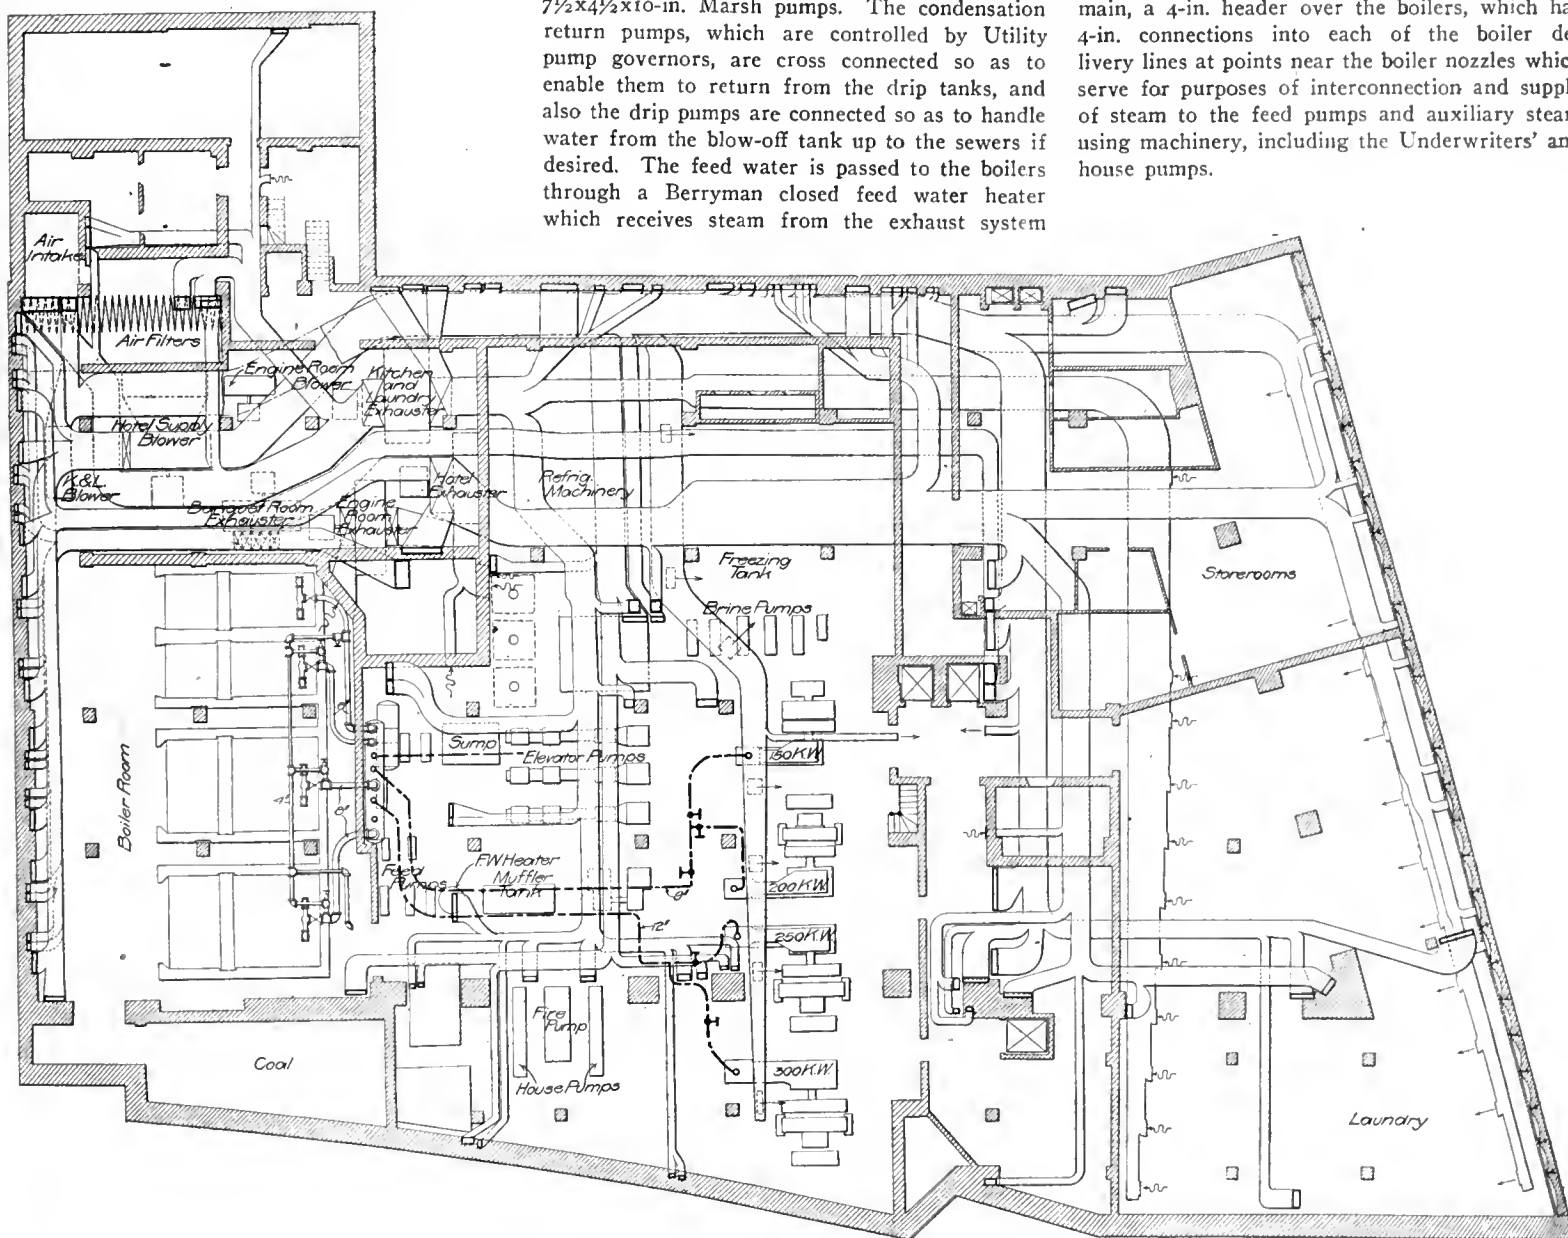 7½x4½x10-in. Marsh pumps. The condensation
return pumps, which are controlled by Utility
pump governors, are cross connected so as to
enable them to return from the drip tanks, and
also the drip pumps are connected so as to handle
water from the blow-off tank up to the sewers if
desired. The feed water is passed to the boilers
through a Berryman closed feed water heater
which receives steam from the exhaust system
main, a 4-in. header over the boilers, which ha
4-in. connections into each of the boiler de
livery lines at points near the boiler nozzles whic
serve for purposes of interconnection and suppl
of steam to the feed pumps and auxiliary stea
using machinery, including the Underwriters' an
house pumps.
Air
Intake
Air Filters
Engine Room
Blower
Kitchen
and
Laundry
Exhauster
Hotel Supply
Blower
K.&L.
Blower
Banquet Room
Exhauster
Engine
Room
Exhauster
Hotel
Exhauster
Refrig.
Machinery
Freezing
Tank
Brine Pumps
Storerooms
Boiler Room
Sump
Elevator Pumps
150 K.W.
4"
8"
Feed
Pumps
F.W. Heater
Muffler
Tank
200 K.W.
12"
250 K.W.
Fire
Pump
House Pumps
300 K.W.
Coal
Laundry